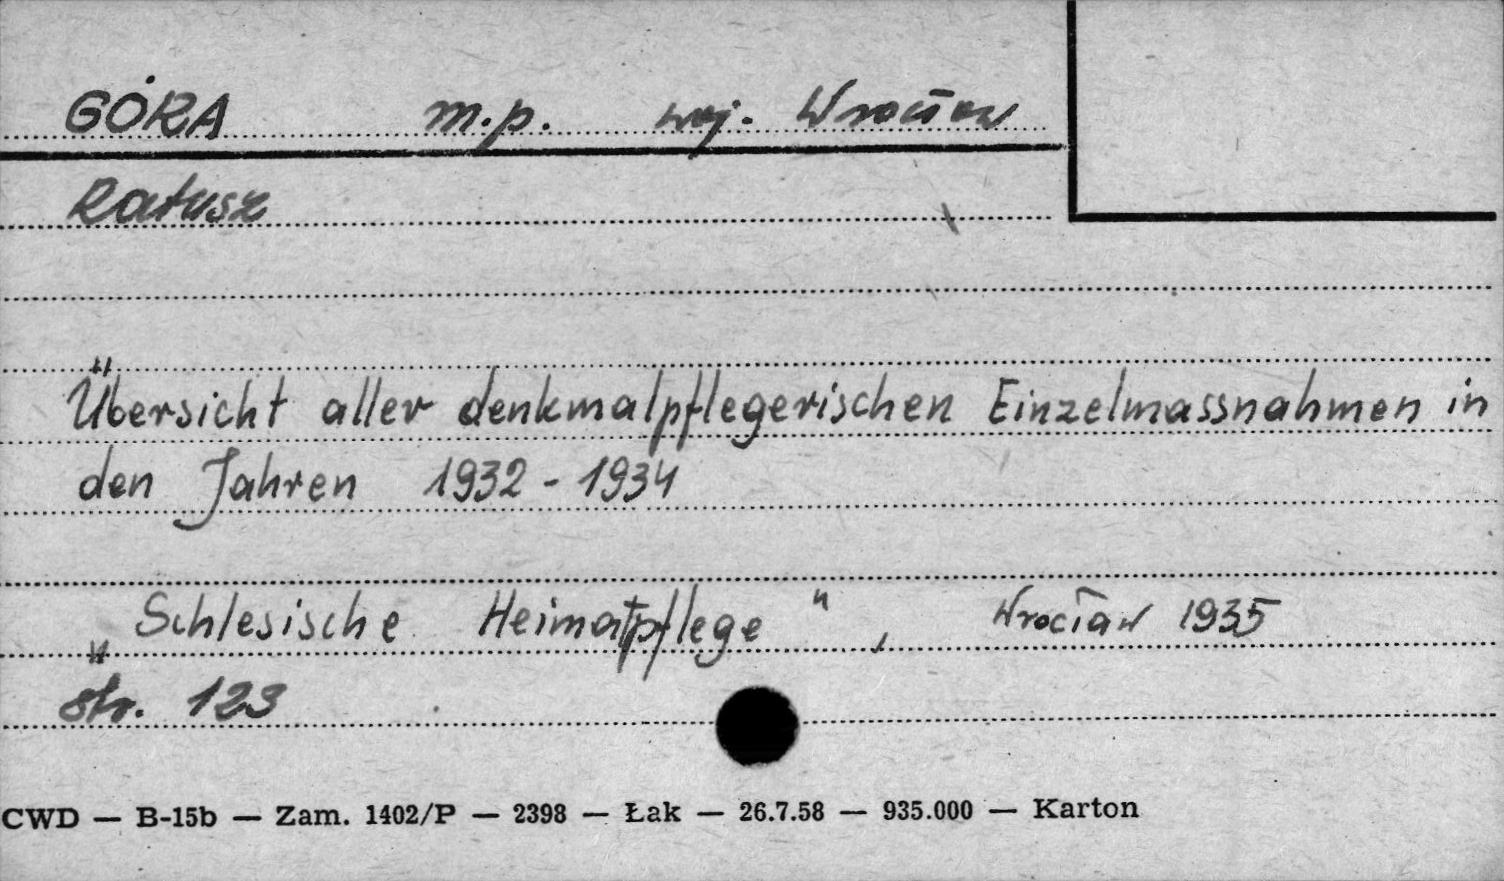 GÓRA m.p. woj. Wrocław
Ratusz
Übersicht aller denkmalpflegerischen Einzelmassnahmen in
den Jahren 1932 - 1934
„Schlesische Heimatpflege", Wrocław 1935
str. 123
CWD — B-15b — Zam. 1402/P — 2398 — Łak — 26.7.58 — 935.000 — Karton